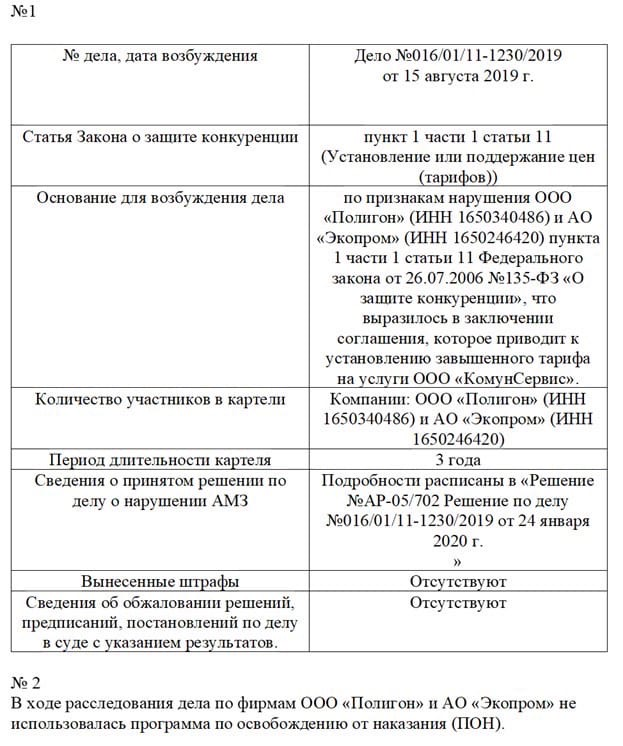 №1
№ дела, дата возбуждения
Дело №016/01/11-1230/2019
от 15 августа 2019 г.
Статья Закона о защите конкуренции
пункт 1 части 1 статьи 11
(Установление или поддержание цен
(тарифов))
Основание для возбуждения дела
по признакам нарушения ООО
«Полигон» (ИНН 1650340486) и АО
«Экопром» (ИНН 1650246420) пункта
1 части 1 статьи 11 Федерального
закона от 26.07.2006 №135-ФЗ «О
защите конкуренции», что
выразилось в заключении
соглашения, которое приводит к
установлению завышенного тарифа
на услуги ООО «КомунСервис».
Количество участников в картели
Компании: ООО «Полигон» (ИНН
1650340486) и АО «Экопром» (ИНН
1650246420)
Период длительности картеля
3 года
Сведения о принятом решении по
делу о нарушении АМЗ
Подробности расписаны в «Решение
№АР-05/702 Решение по делу
№016/01/11-1230/2019 от 24 января
2020 г.
»
Вынесенные штрафы
Отсутствуют
Сведения об обжаловании решений,
предписаний, постановлений по делу
в суде с указанием результатов.
Отсутствуют
№ 2
В ходе расследования дела по фирмам ООО «Полигон» и АО «Экопром» не
использовалась программа по освобождению от наказания (ПОН).